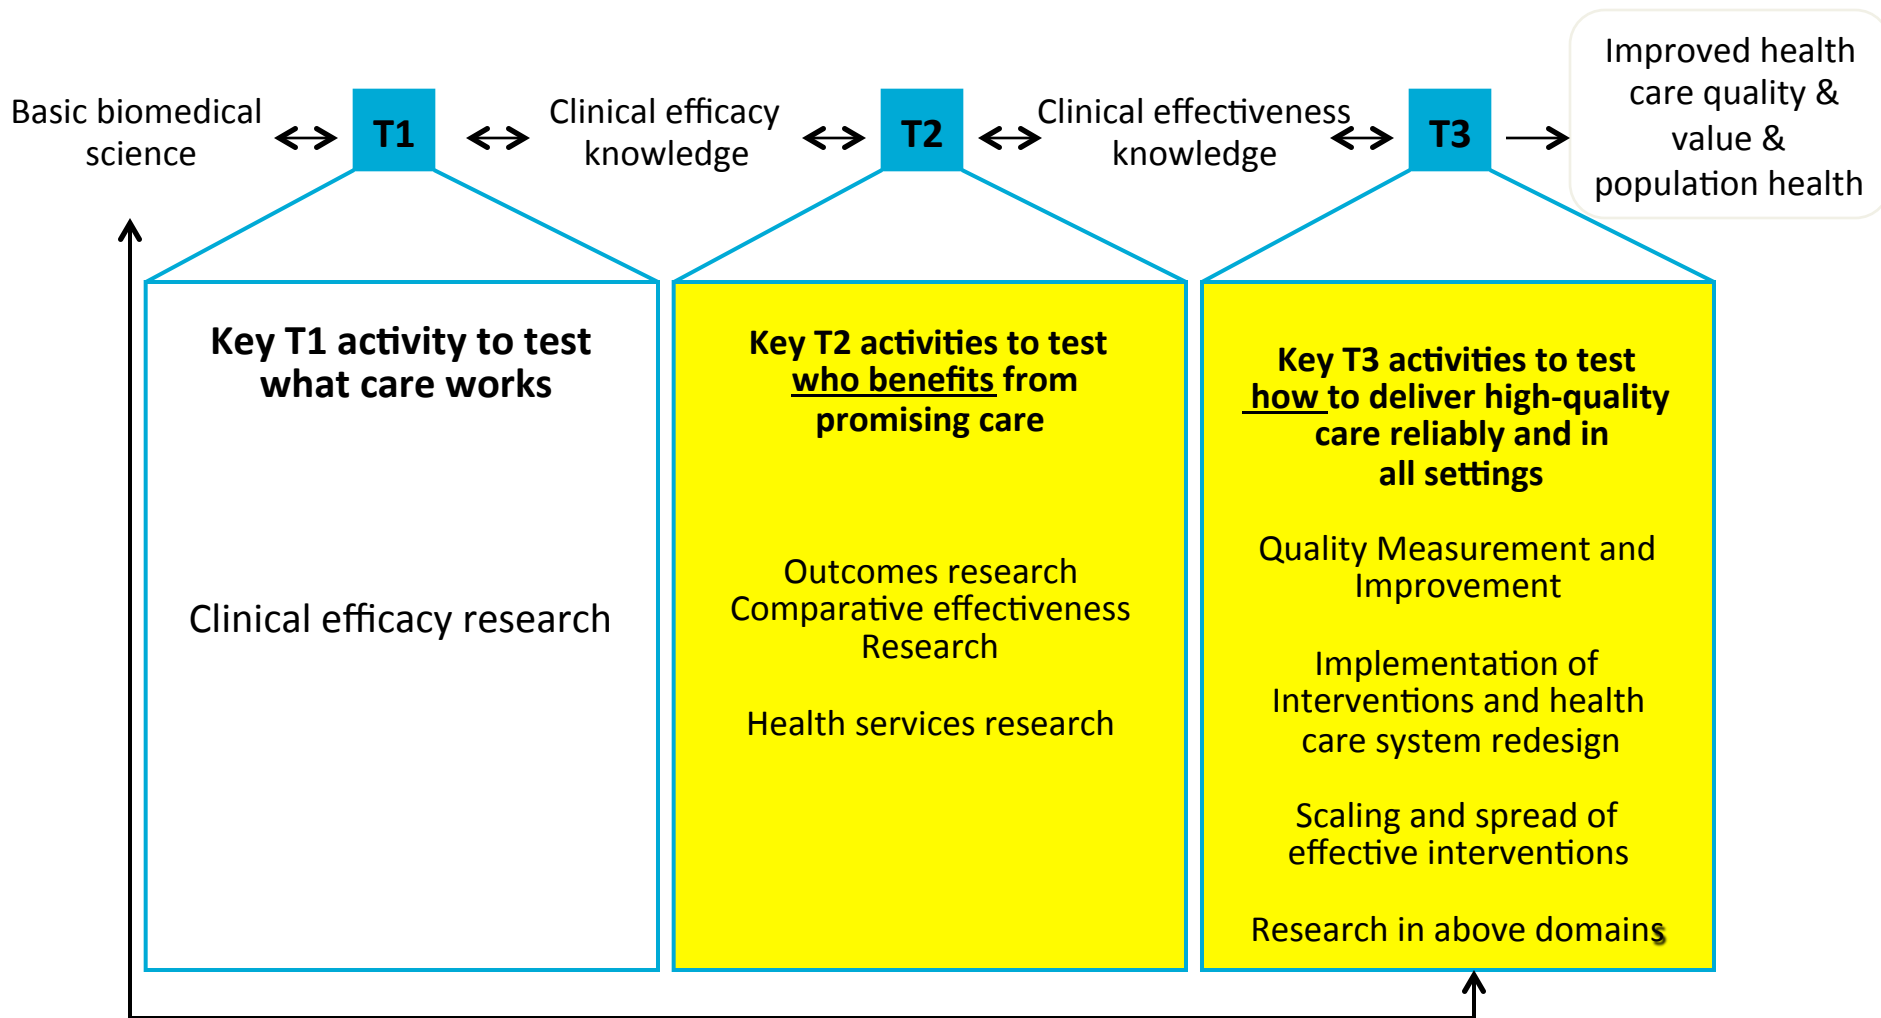 Basic biomedical
science
T1
Clinical efficacy
knowledge
T2
Clinical effectiveness
knowledge
T3
Improved health
care quality &
value &
population health
Key T1 activity to test
what care works
Clinical efficacy research
Key T2 activities to test
who benefits from
promising care
Outcomes research
Comparative effectiveness
Research
Health services research
Key T3 activities to test
how to deliver high-quality
care reliably and in
all settings
Quality Measurement and
Improvement
Implementation of
Interventions and health
care system redesign
Scaling and spread of
effective interventions
Research in above domains